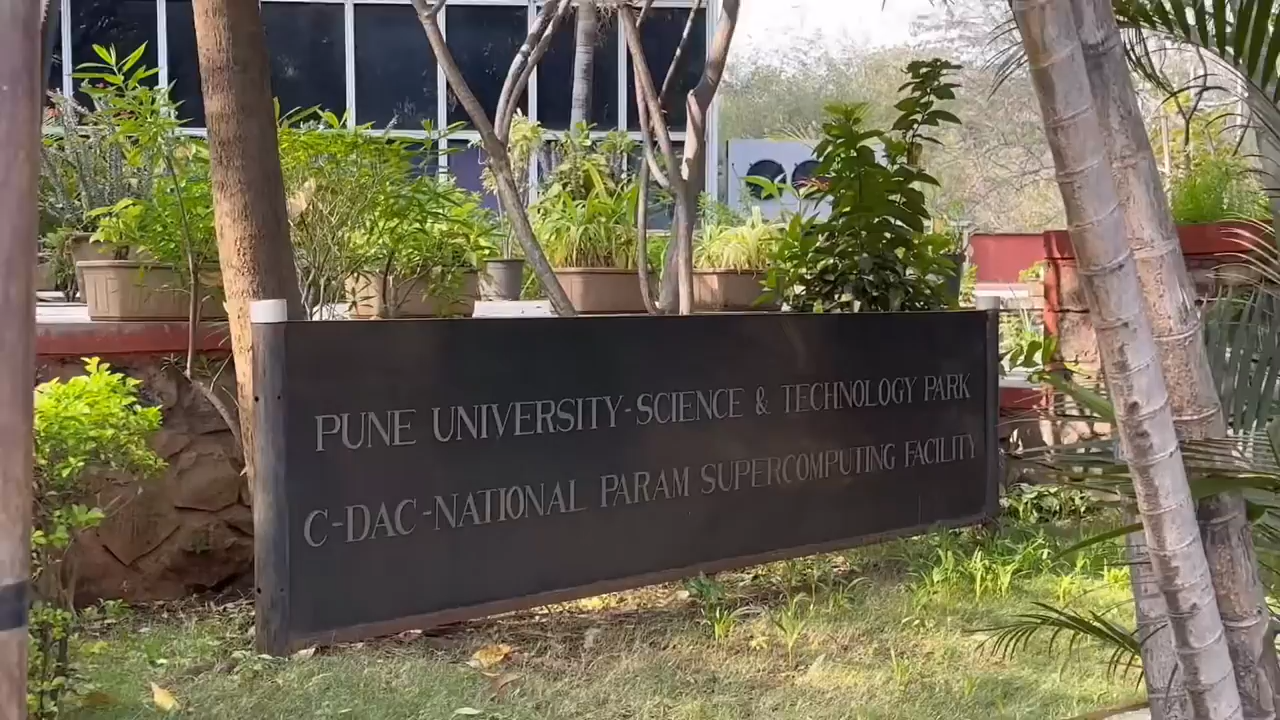 PUNE UNIVERSITY-SCIENCE & TECHNOLOGY PARK
C-DAC-NATIONAL PARAM SUPERCOMPUTING FACILITY